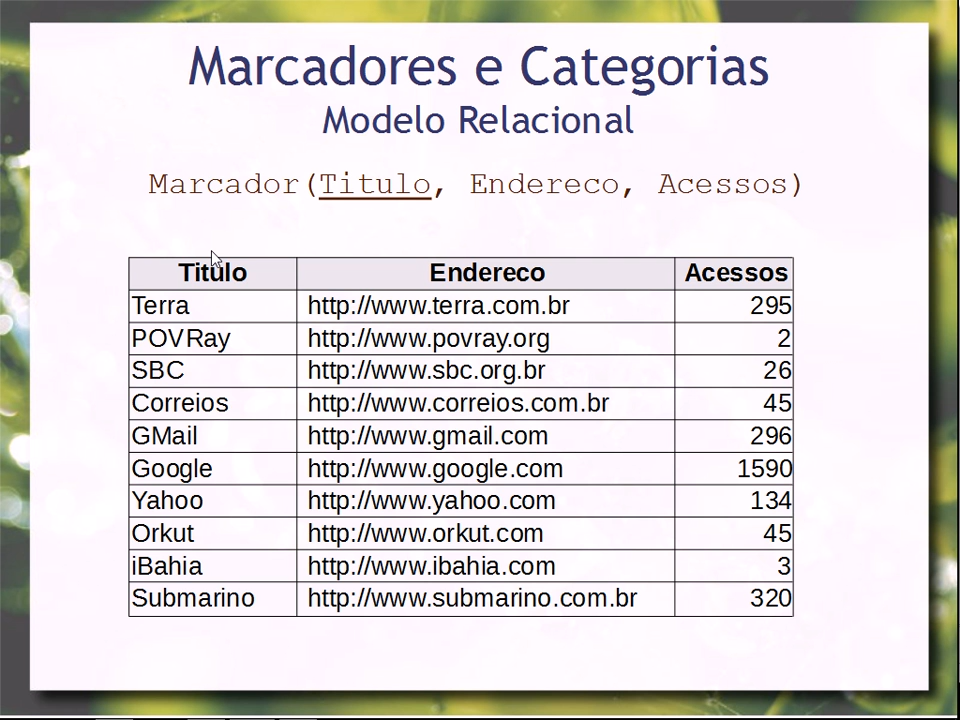 Marcadores e Categorias
Modelo Relacional
Marcador(Titulo, Endereco, Acessos)
Titulo Endereco Acessos
Terra http://www.terra.com.br 295
POVRay http://www.povray.org 2
SBC http://www.sbc.org.br 26
Correios http://www.correios.com.br 45
GMail http://www.gmail.com 296
Google http://www.google.com 1590
Yahoo http://www.yahoo.com 134
Orkut http://www.orkut.com 45
iBahia http://www.ibahia.com 3
Submarino http://www.submarino.com.br 320